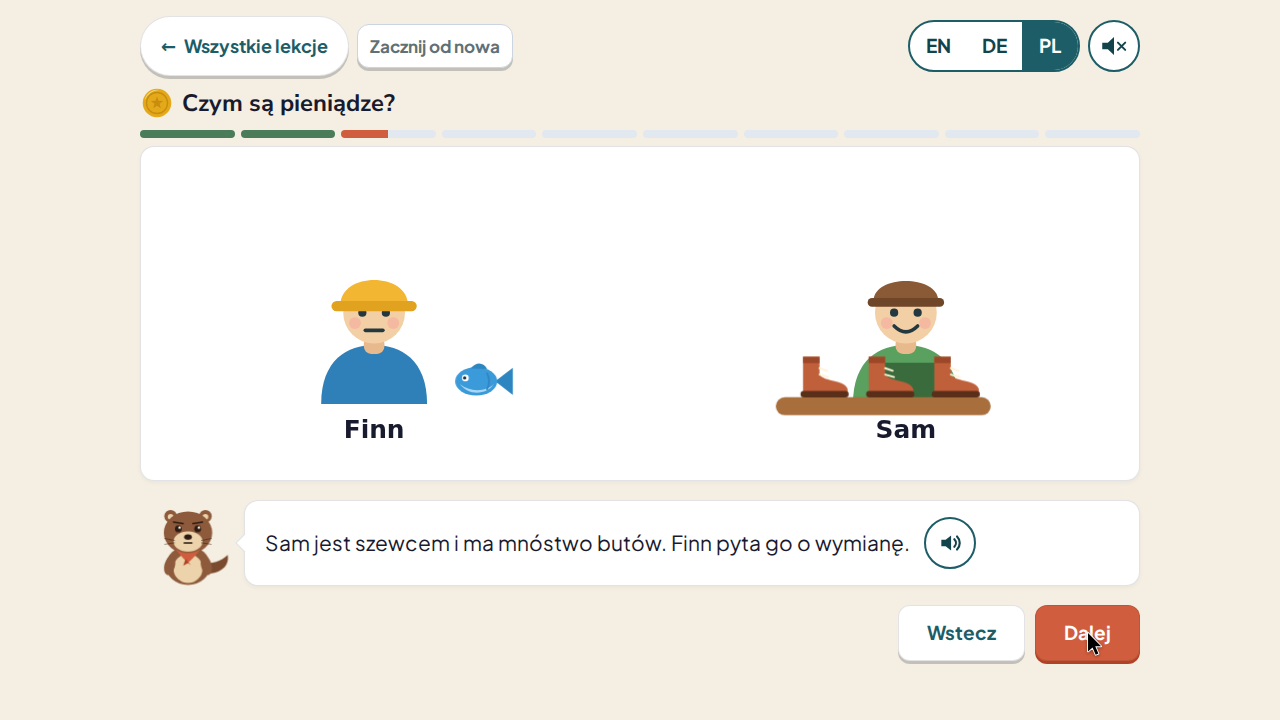 ← Wszystkie lekcje
Zacznij od nowa
EN DE PL
Czym są pieniądze?
Finn
Sam
Sam jest szewcem i ma mnóstwo butów. Finn pyta go o wymianę.
Wstecz
Dalej